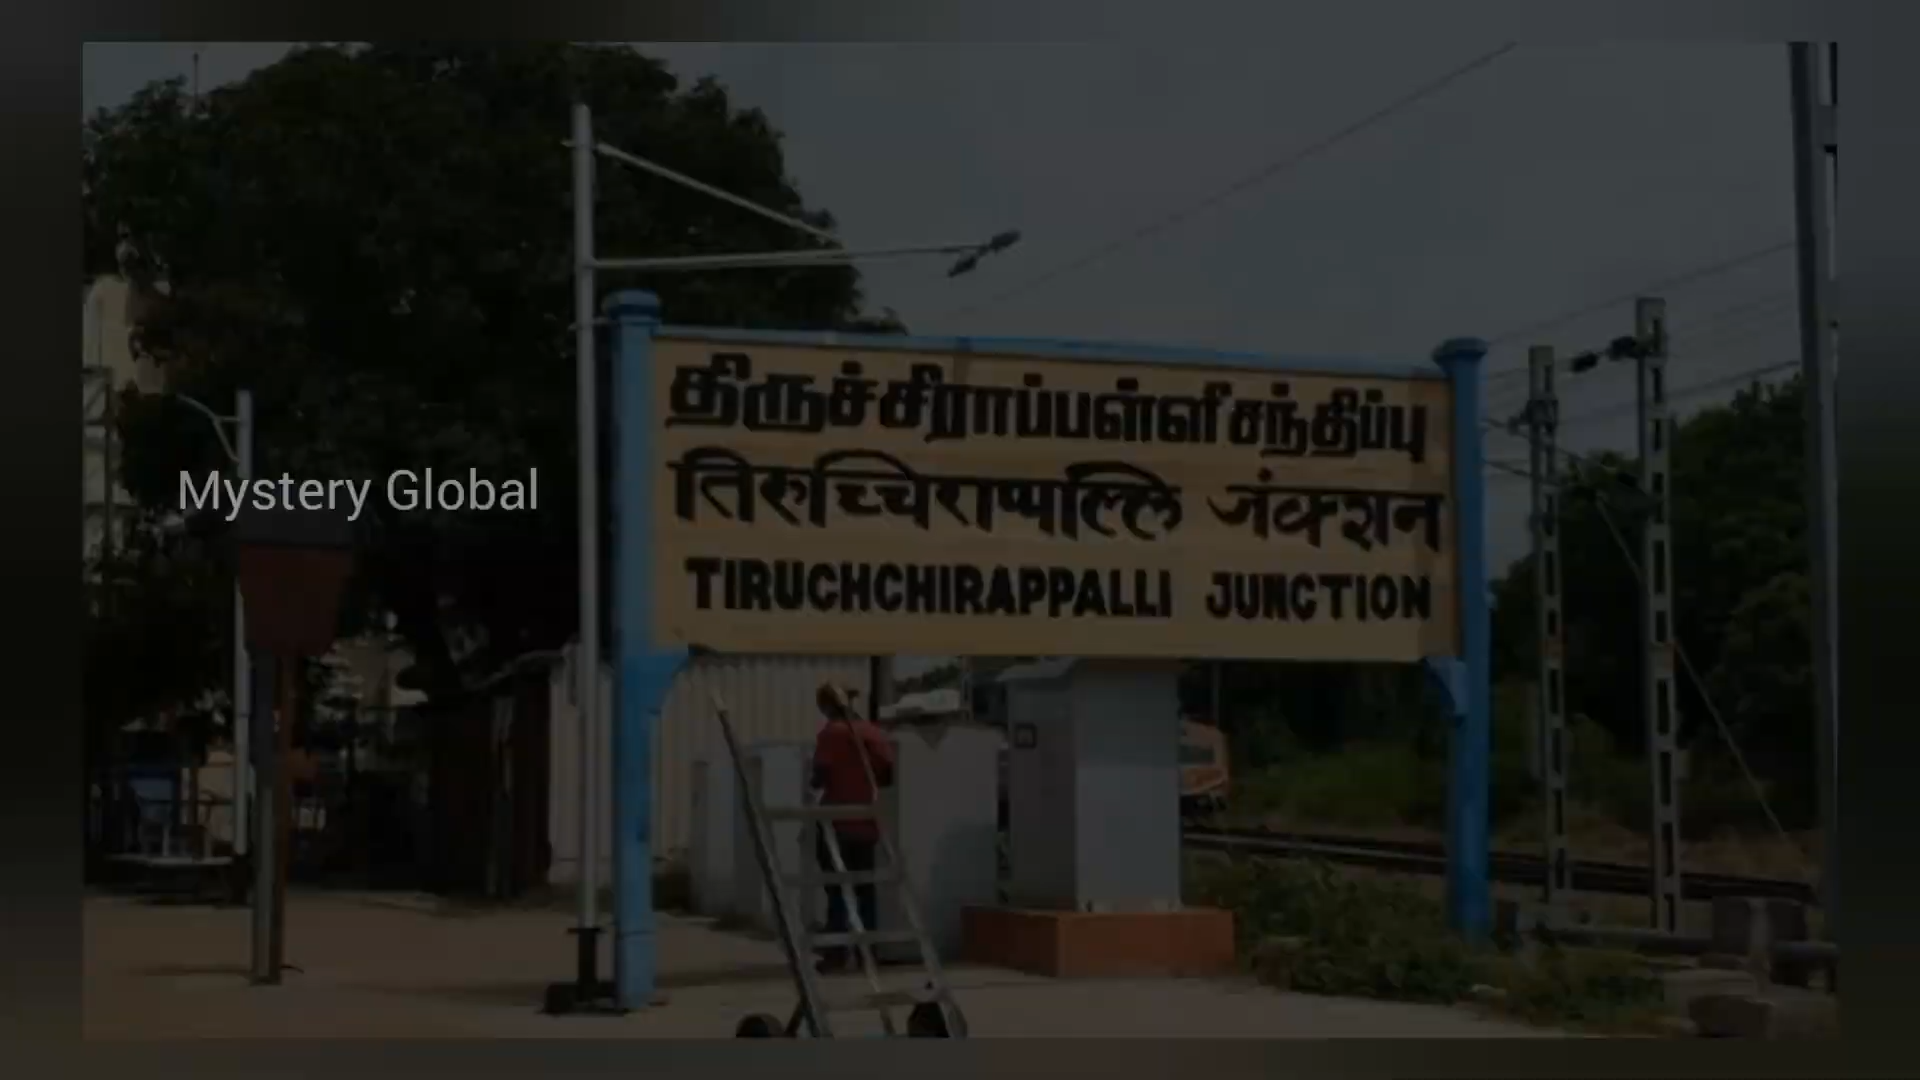 திருச்சிராப்பள்ளி சந்திப்பு
तिरुच्चिराप्पल्लि जंक्शन
Mystery Global
TIRUCHCHIRAPPALLI JUNCTION